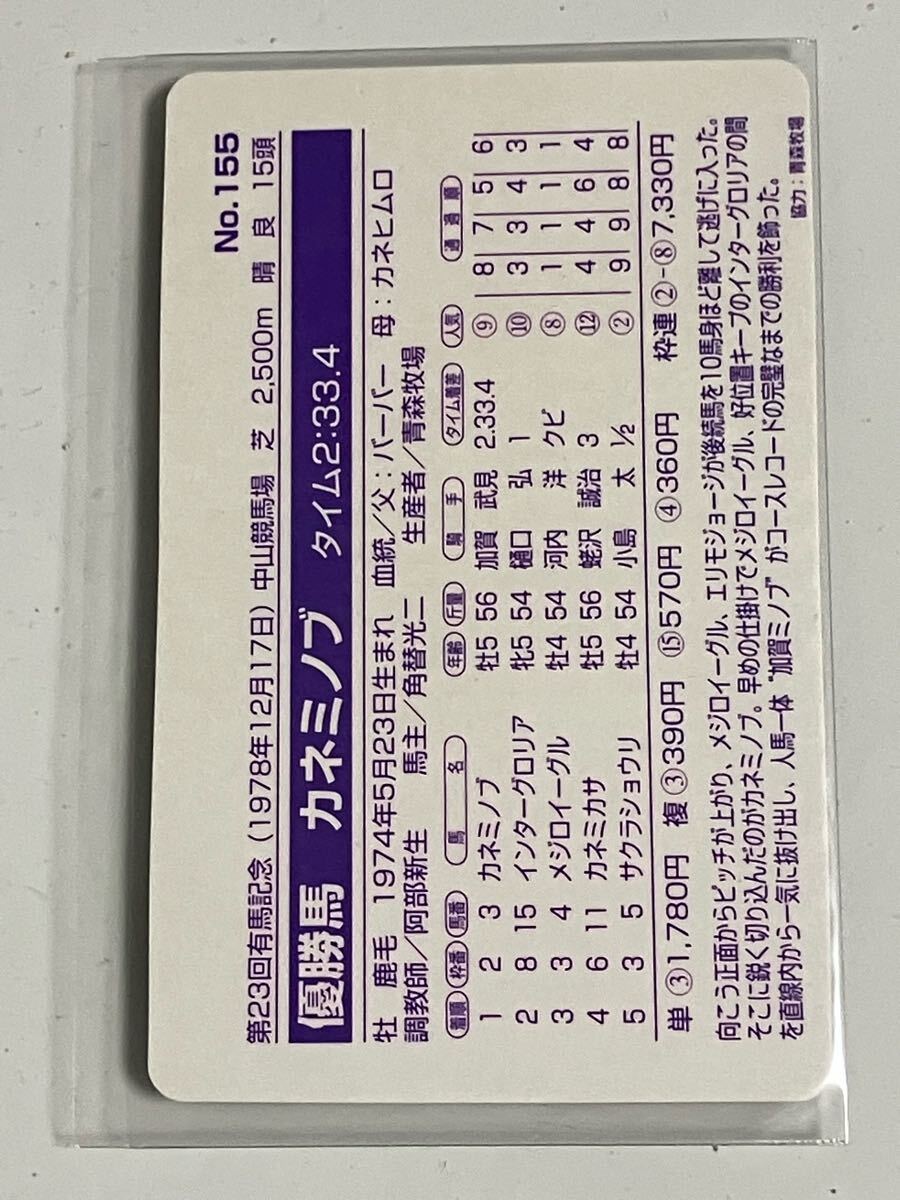 No.155
第23回有馬記念(1978年12月17日) 中山競馬場 芝 2,500m 晴 良 15頭
優勝馬 カネミノブ タイム2:33.4
牡 鹿毛 1974年5月23日生まれ 血統/父:バーバー 母:カネヒムロ
調教師/阿部新生 馬主/角替光二 生産者/青森牧場
着順 枠番 馬番 馬名 年齢 斤量 騎手 タイム着差 人気 通過順
1 2 3 カネミノブ 牡5 56 加賀 武見 2.33.4 ⑨ 8 7 5 6
2 8 15 インターグロリア 牝5 54 樋口 弘 1 ⑩ 3 3 4 3
3 3 4 メジロイーグル 牡4 54 河内 洋 クビ ⑧ 1 1 1 1
4 6 11 カネミカサ 牡5 56 蛯沢 誠治 3 ⑫ 4 4 6 4
5 3 5 サクラショウリ 牡4 54 小島 太 1/2 ② 9 9 8 8
単③1,780円 複③390円 ⑮570円 ④360円 枠連②-⑧7,330円
向こう正面からピッチが上がり、メジロイーグル、エリモジョージが後続馬を10馬身ほど離して逃げに入った。
そこに鋭く切り込んだのがカネミノブ。早めの仕掛けでメジロイーグル、好位置キープのインターグロリアの間
を直線内から一気に抜け出し、人馬一体"加賀ミノブ"がコースレコードの完璧なまでの勝利を飾った。
協力:青森牧場